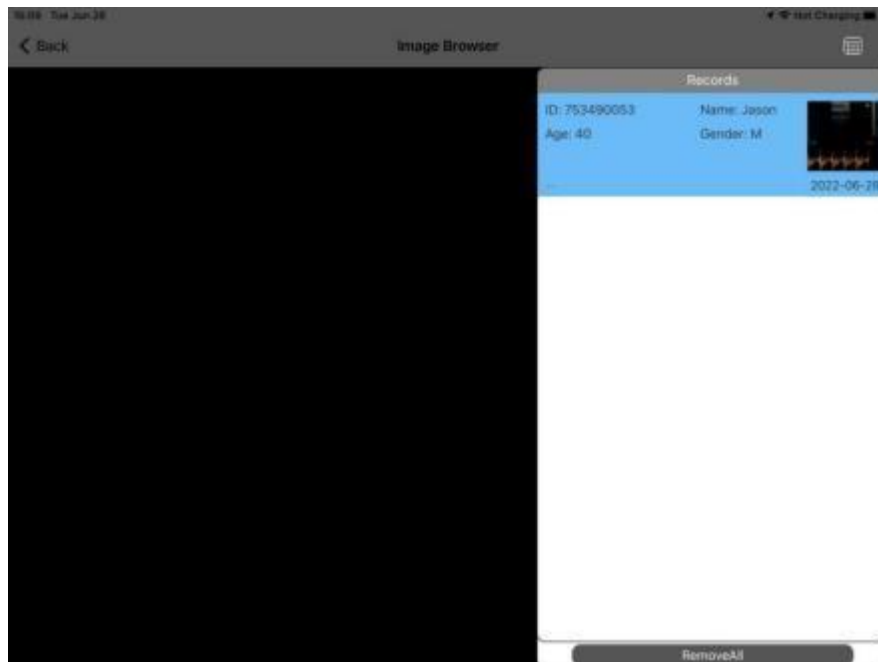 Tue Jun 28
Not Charging
Back
Image Browser
Records
ID: 753490053
Name: Jason
Age: 40
Gender: M
...
2022-06-28
RemoveAll